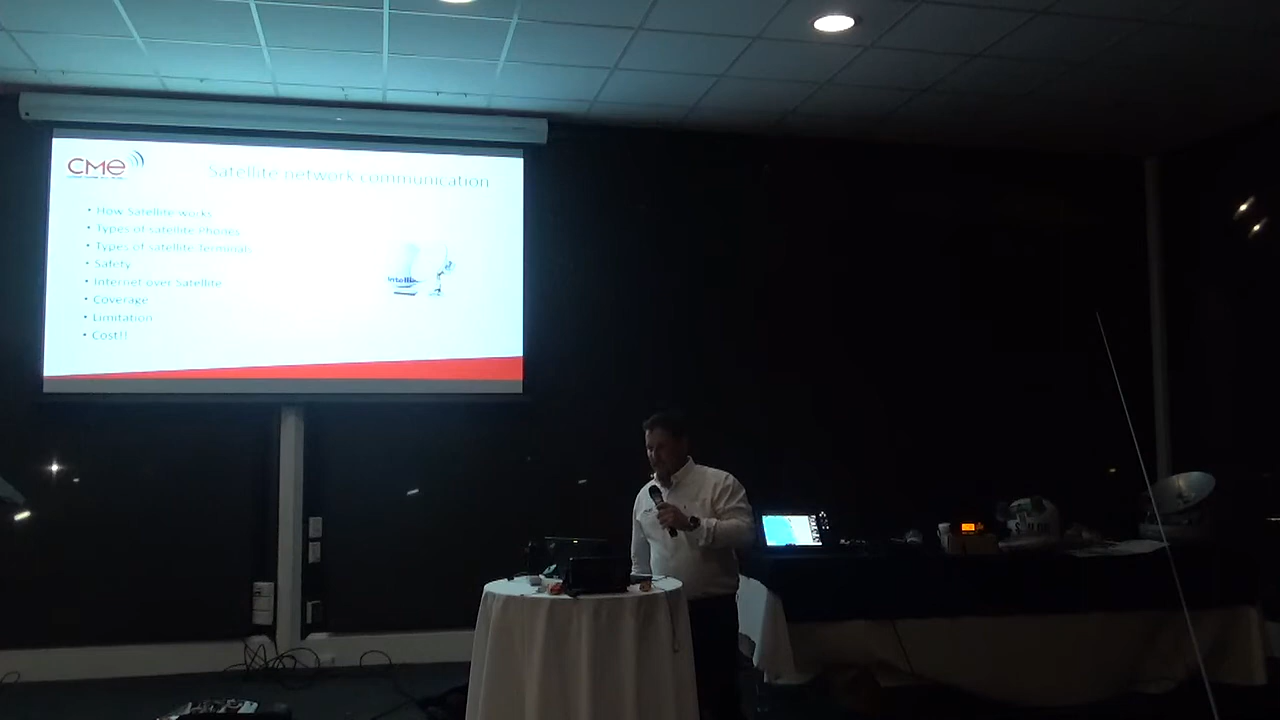 CME
Satellite network communication
• How Satellite works
• Types of satellite Phones
• Types of satellite Terminals
• Safety
• Internet over Satellite
• Coverage
• Limitation
• Cost!!